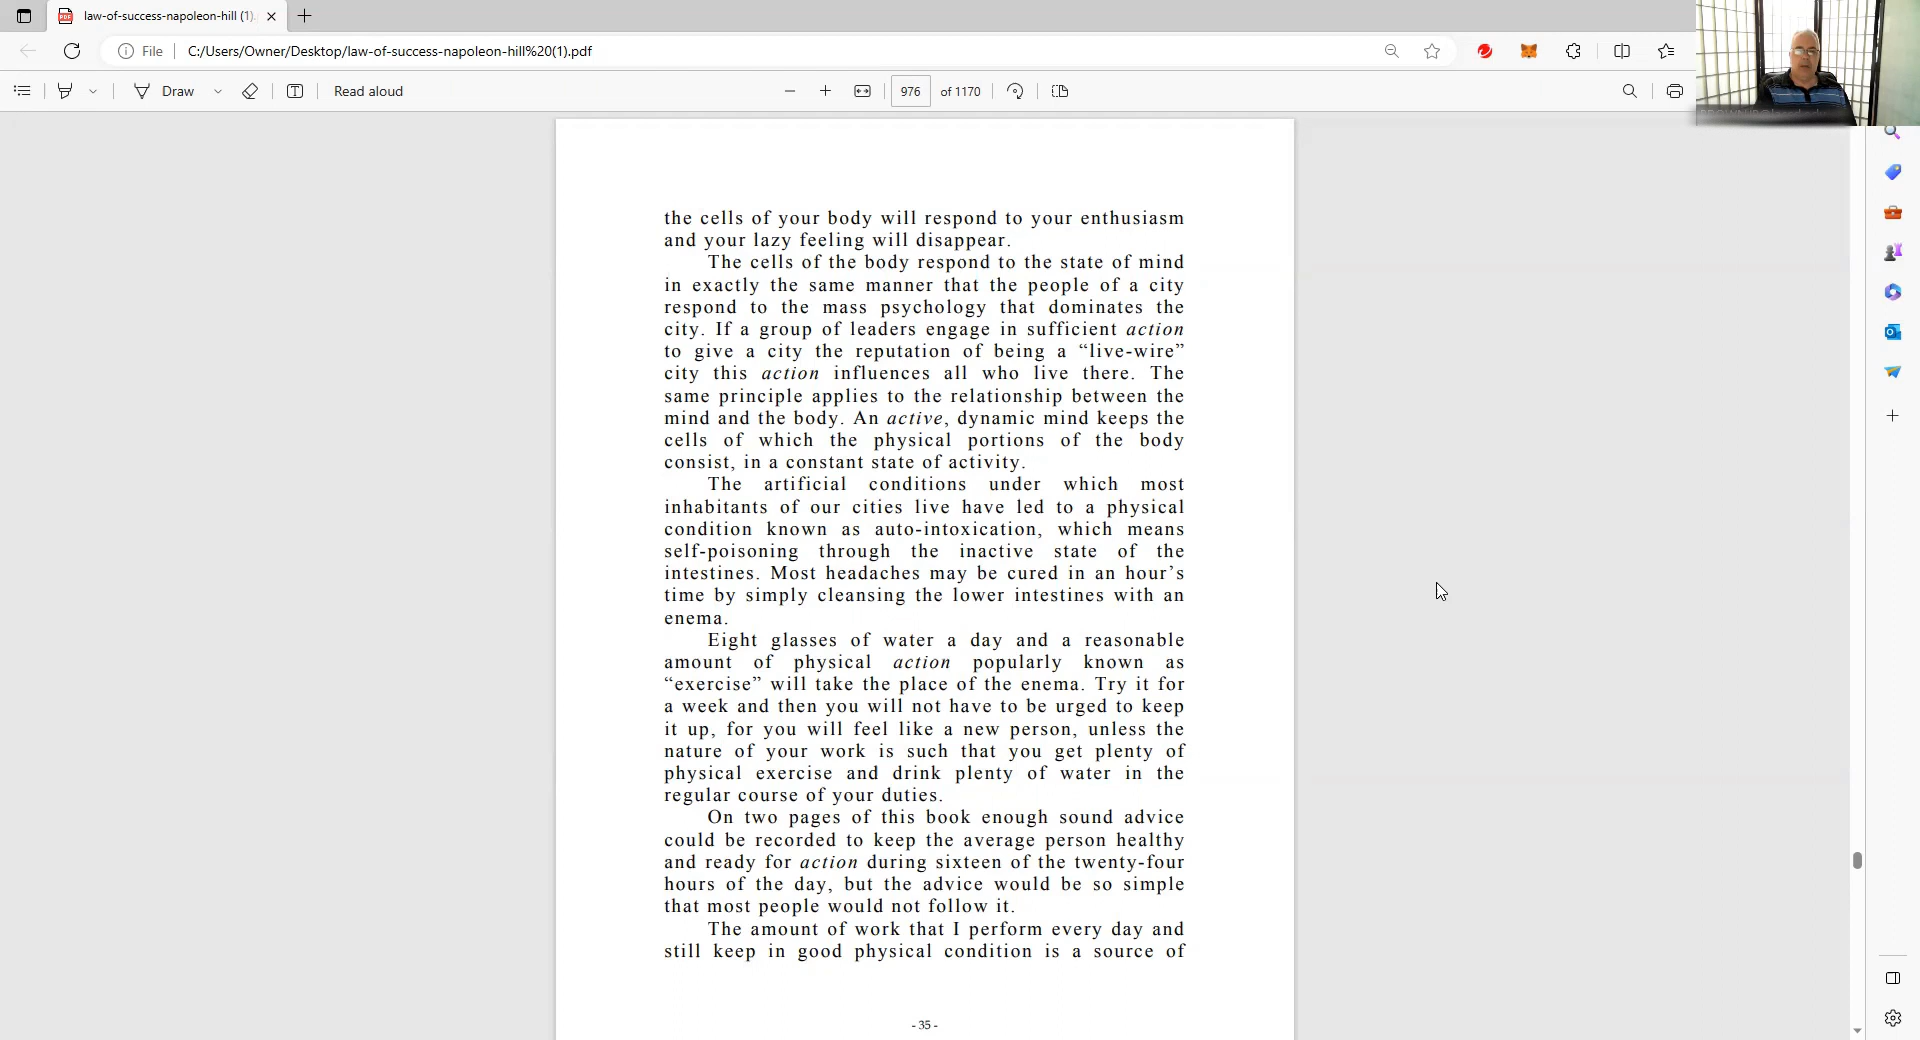 law-of-success-napoleon-hill (1).
File
C:/Users/Owner/Desktop/law-of-success-napoleon-hill%20(1).pdf
Draw
Read aloud
976 of 1170
the cells of your body will respond to your enthusiasm
and your lazy feeling will disappear.
The cells of the body respond to the state of mind
in exactly the same manner that the people of a city
respond to the mass psychology that dominates the
city. If a group of leaders engage in sufficient action
to give a city the reputation of being a “live-wire”
city this action influences all who live there. The
same principle applies to the relationship between the
mind and the body. An active, dynamic mind keeps the
cells of which the physical portions of the body
consist, in a constant state of activity.
The artificial conditions under which most
inhabitants of our cities live have led to a physical
condition known as auto-intoxication, which means
self-poisoning through the inactive state of the
intestines. Most headaches may be cured in an hour’s
time by simply cleansing the lower intestines with an
enema.
Eight glasses of water a day and a reasonable
amount of physical action popularly known as
“exercise” will take the place of the enema. Try it for
a week and then you will not have to be urged to keep
it up, for you will feel like a new person, unless the
nature of your work is such that you get plenty of
physical exercise and drink plenty of water in the
regular course of your duties.
On two pages of this book enough sound advice
could be recorded to keep the average person healthy
and ready for action during sixteen of the twenty-four
hours of the day, but the advice would be so simple
that most people would not follow it.
The amount of work that I perform every day and
still keep in good physical condition is a source of
- 35 -